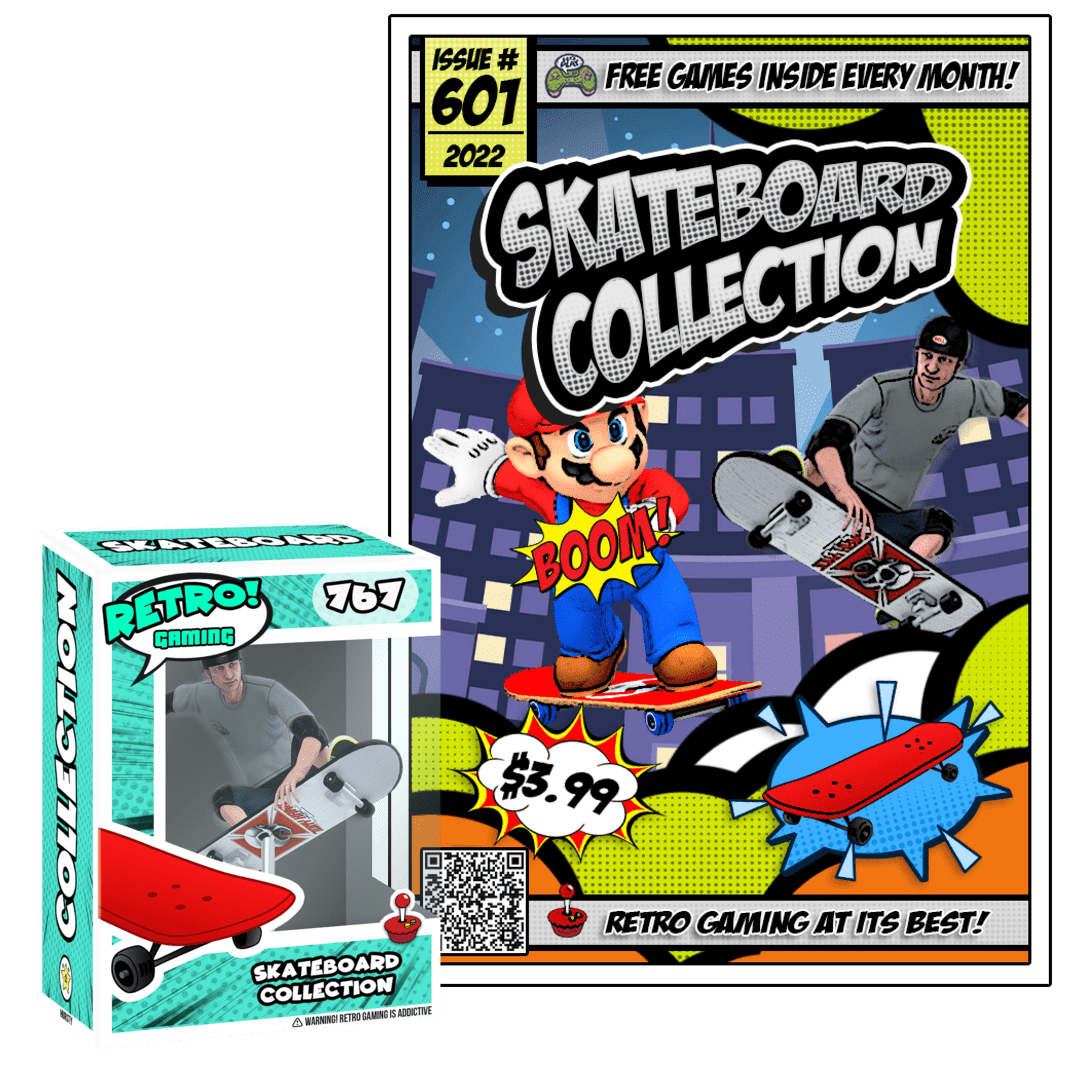 ISSUE #
601
2022
FREE GAMES INSIDE EVERY MONTH!
SKATEBOARD
COLLECTION
BELL
BOOM!
$3.99
RETRO GAMING AT ITS BEST!
SKATEBOARD
COLLECTION
RETRO!
GAMING
767
SKATEBOARD
COLLECTION
WARNING! RETRO GAMING IS ADDICTIVE